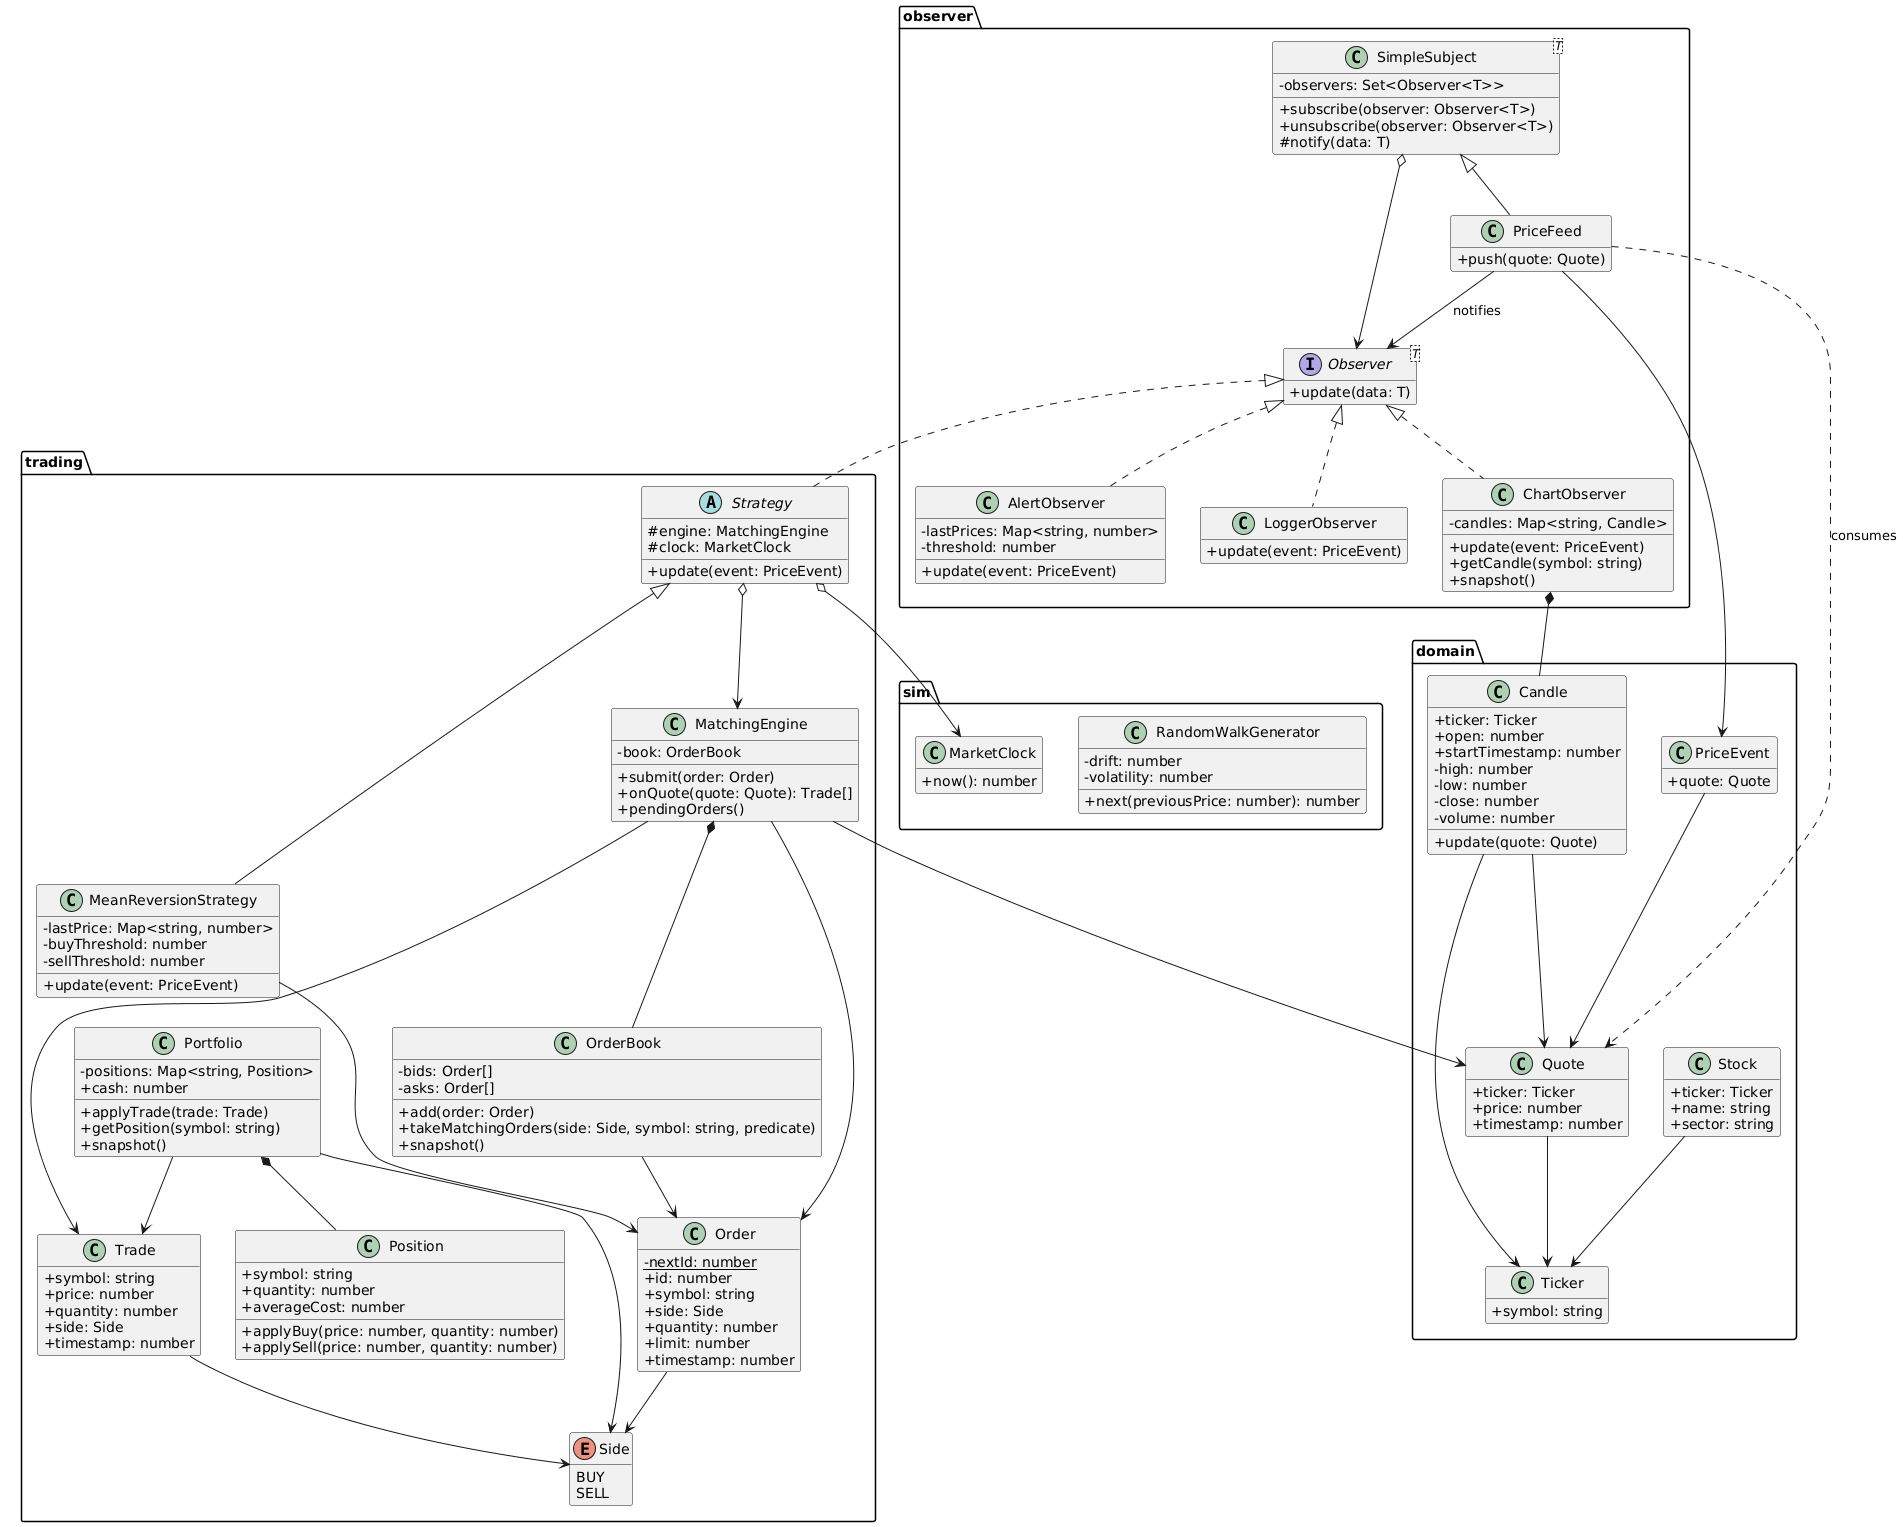 observer
C SimpleSubject
T
-observers: Set<Observer<T>>
+subscribe(observer: Observer<T>)
+unsubscribe(observer: Observer<T>)
#notify(data: T)
C PriceFeed
+push(quote: Quote)
notifies
I Observer
T
+update(data: T)
C AlertObserver
-lastPrices: Map<string, number>
-threshold: number
+update(event: PriceEvent)
C LoggerObserver
+update(event: PriceEvent)
C ChartObserver
-candles: Map<string, Candle>
+update(event: PriceEvent)
+getCandle(symbol: string)
+snapshot()
consumes
trading
A Strategy
#engine: MatchingEngine
#clock: MarketClock
+update(event: PriceEvent)
C MatchingEngine
-book: OrderBook
+submit(order: Order)
+onQuote(quote: Quote): Trade[]
+pendingOrders()
C MeanReversionStrategy
-lastPrice: Map<string, number>
-buyThreshold: number
-sellThreshold: number
+update(event: PriceEvent)
C Portfolio
-positions: Map<string, Position>
+cash: number
+applyTrade(trade: Trade)
+getPosition(symbol: string)
+snapshot()
C OrderBook
-bids: Order[]
-asks: Order[]
+add(order: Order)
+takeMatchingOrders(side: Side, symbol: string, predicate)
+snapshot()
C Trade
+symbol: string
+price: number
+quantity: number
+side: Side
+timestamp: number
C Position
+symbol: string
+quantity: number
+averageCost: number
+applyBuy(price: number, quantity: number)
+applySell(price: number, quantity: number)
C Order
-nextId: number
+id: number
+symbol: string
+side: Side
+quantity: number
+limit: number
+timestamp: number
E Side
BUY
SELL
sim
C MarketClock
+now(): number
C RandomWalkGenerator
-drift: number
-volatility: number
+next(previousPrice: number): number
domain
C Candle
+ticker: Ticker
+open: number
+startTimestamp: number
-high: number
-low: number
-close: number
-volume: number
+update(quote: Quote)
C PriceEvent
+quote: Quote
C Quote
+ticker: Ticker
+price: number
+timestamp: number
C Stock
+ticker: Ticker
+name: string
+sector: string
C Ticker
+symbol: string